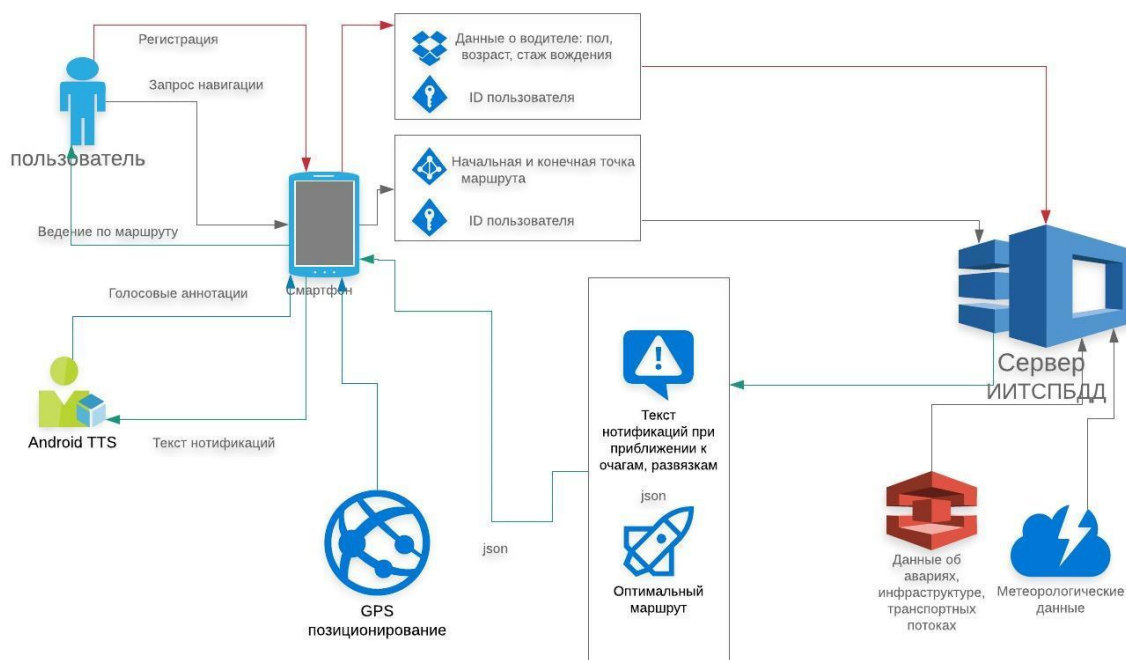 Регистрация
Запрос навигации
пользователь
Ведение по маршруту
Голосовые аннотации
Смартфон
Android TTS
Текст нотификаций
GPS
позиционирование
Данные о водителе: пол,
возраст, стаж вождения
ID пользователя
Начальная и конечная точка
маршрута
ID пользователя
Текст
нотификаций при
приближении к
очагам, развязкам
json
json
Оптимальный
маршрут
Сервер
ИИТСПБДД
Данные об
авариях,
инфраструктуре,
транспортных
потоках
Метеорологические
данные